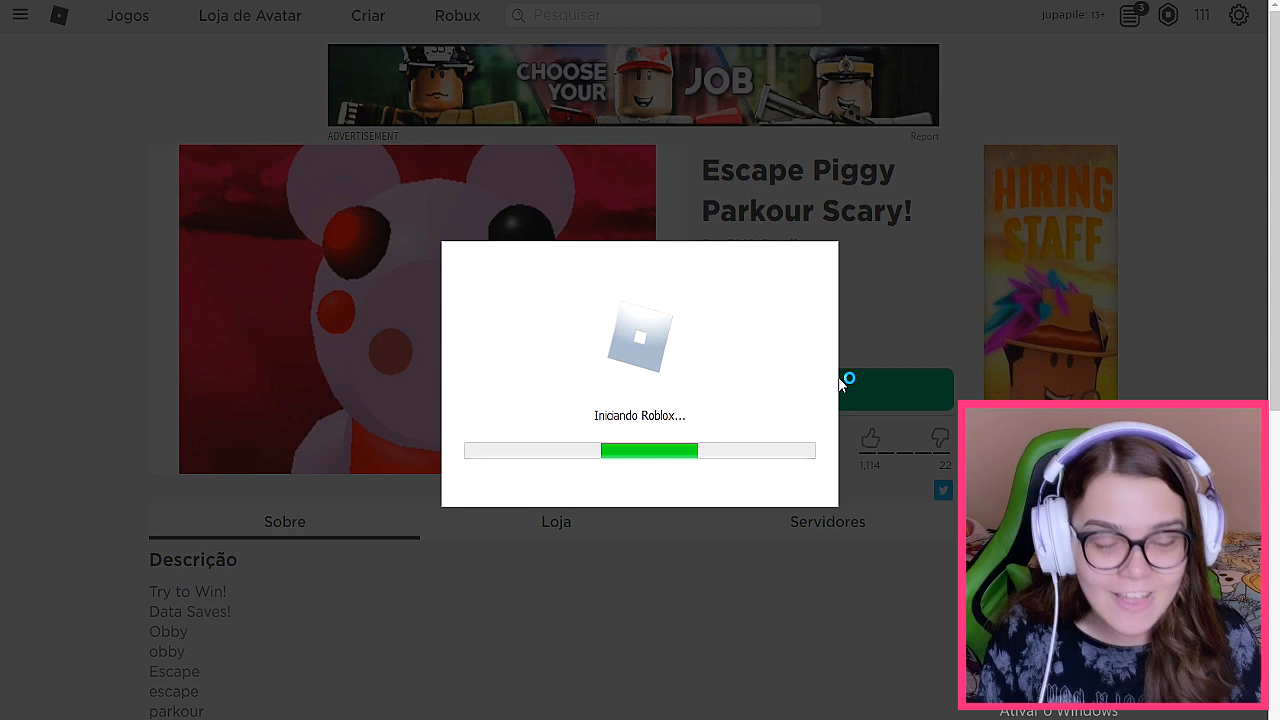 Jogos Loja de Avatar Criar Robux Pesquisar jupapile: 13+ 3 111
CHOOSE
YOUR JOB
ADVERTISEMENT Report
Escape Piggy
Parkour Scary!
HIRING
STAFF
Iniciando Roblox...
1,114 22
Sobre Loja Servidores
Descrição
Try to Win!
Data Saves!
Obby
obby
Escape
escape
parkour
Ativar o Windows